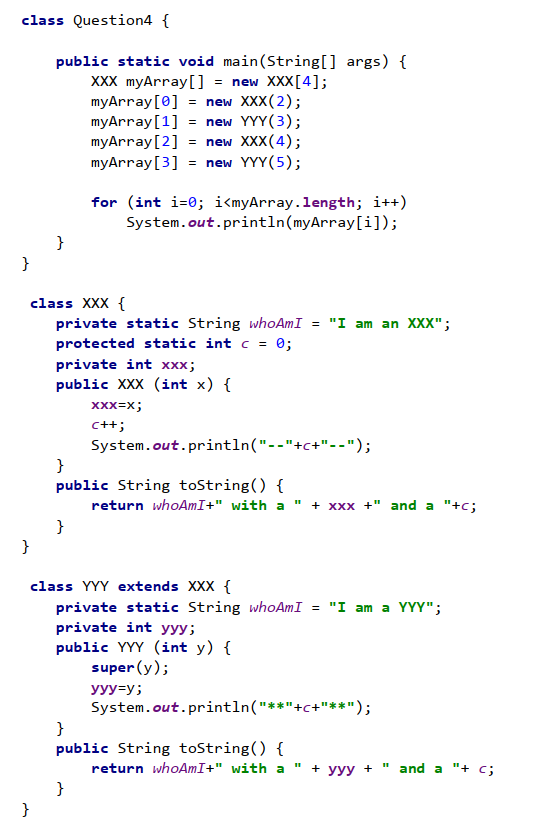 class Question4 {
public static void main(String[] args) {
XXX myArray[] = new XXX[4];
myArray[0] = new XXX(2);
myArray[1] = new YYY(3);
myArray[2] = new XXX(4);
myArray[3] = new YYY(5);
for (int i=0; i<myArray.length; i++)
System.out.println(myArray[i]);
}
}
class XXX {
private static String whoAmI = "I am an XXX";
protected static int c = 0;
private int xxx;
public XXX (int x) {
xxx=x;
c++;
System.out.println("--"+c+"--");
}
public String toString() {
return whoAmI+" with a " + xxx +" and a "+c;
}
}
class YYY extends XXX {
private static String whoAmI = "I am a YYY";
private int yyy;
public YYY (int y) {
super(y);
yyy=y;
System.out.println("**"+c+"**");
}
public String toString() {
return whoAmI+" with a " + yyy + " and a "+ c;
}
}